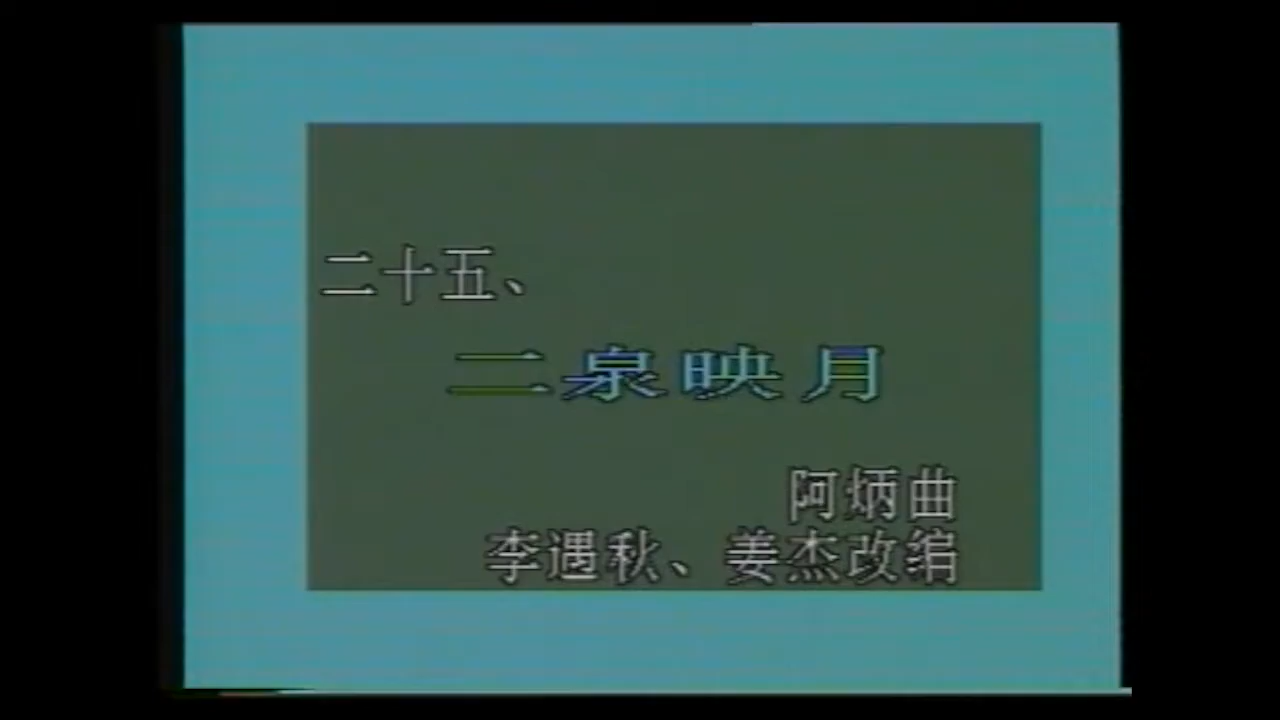 二十五、
二泉映月
阿炳曲
李遇秋、姜杰改编